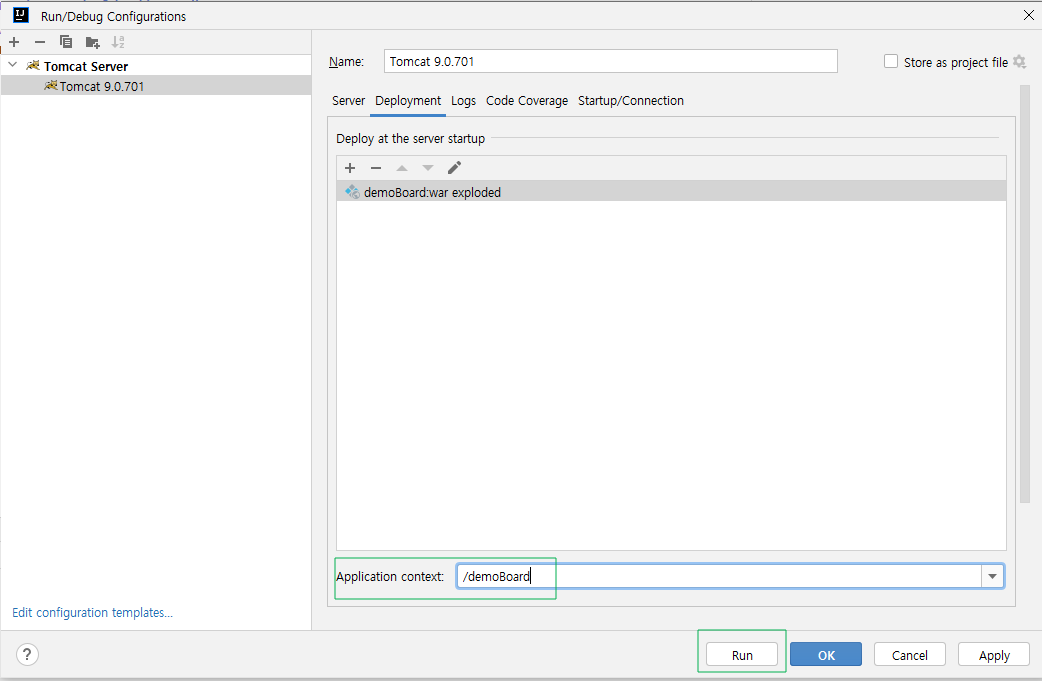 IJ
Run/Debug Configurations
Tomcat Server
Tomcat 9.0.701
Name:
Tomcat 9.0.701
Store as project file
Server Deployment Logs Code Coverage Startup/Connection
Deploy at the server startup
demoBoard:war exploded
Application context:
/demoBoard
Edit configuration templates...
?
Run
OK
Cancel
Apply